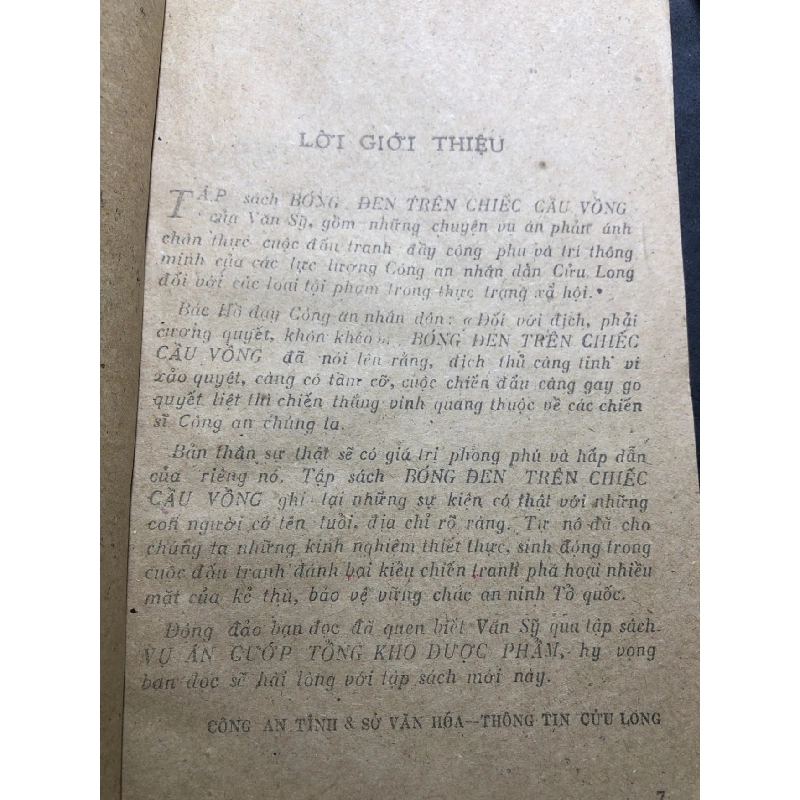 LỜI GIỚI THIỆU
TẬP sách BÓNG ĐEN TRÊN CHIẾC CẦU VỒNG
của Văn Sỹ, gồm những chuyện vụ án phản ánh
chân thực cuộc đấu tranh đầy công phu và trí thông
minh của các lực lượng Công an nhân dân Cửu Long
đối với các loại tội phạm trong thực trạng xã hội.
Bác Hồ dạy Công an nhân dân: «Đối với địch, phải
cương quyết, khôn khéo»... BÓNG ĐEN TRÊN CHIẾC
CẦU VỒNG đã nói lên rằng, địch thủ càng tinh vi
xảo quyệt, càng có tầm cỡ, cuộc chiến đấu càng gay go
quyết liệt thì chiến thắng vinh quang thuộc về các chiến
sĩ Công an chúng ta.
Bản thân sự thật sẽ có giá trị phong phú và hấp dẫn
của riêng nó. Tập sách BÓNG ĐEN TRÊN CHIẾC
CẦU VỒNG ghi lại những sự kiện có thật với những
con người có tên tuổi, địa chỉ rõ ràng. Tự nó đã cho
chúng ta những kinh nghiệm thiết thực, sinh động trong
cuộc đấu tranh đánh bại kiểu chiến tranh phá hoại nhiều
mặt của kẻ thù, bảo vệ vững chắc an ninh Tổ quốc.
Đông đảo bạn đọc đã quen biết Văn Sỹ qua tập sách
VỤ ÁN CƯỚP TỔNG KHO DƯỢC PHẨM, hy vọng
bạn đọc sẽ hài lòng với tập sách mới này.
CÔNG AN TỈNH & SỞ VĂN HÓA—THÔNG TIN CỬU LONG
7